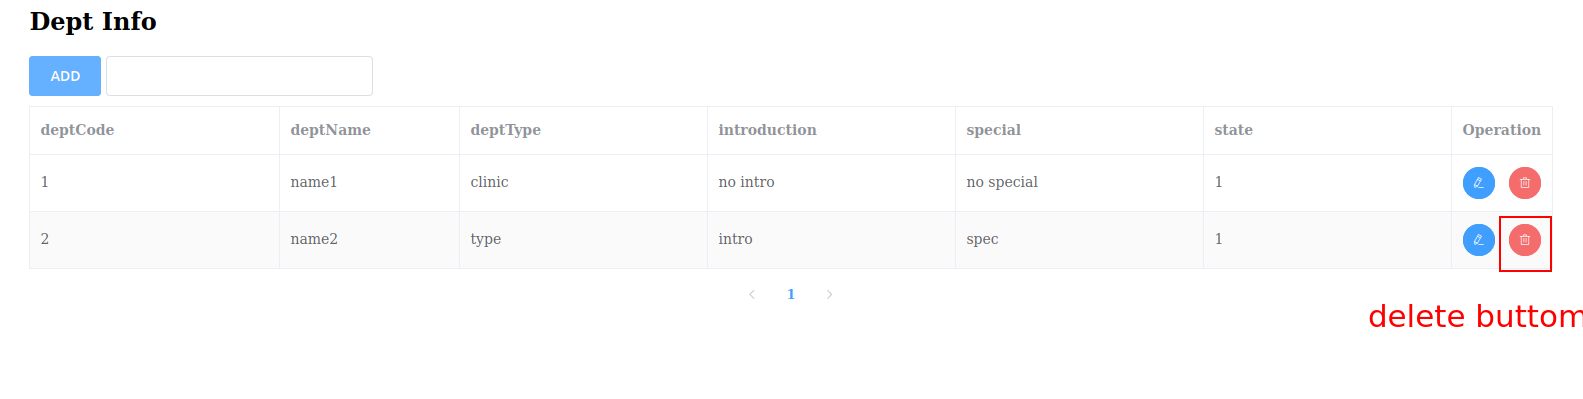 Dept Info
ADD
deptCode deptName deptType introduction special state Operation
1 name1 clinic no intro no special 1
2 name2 type intro spec 1
1
delete buttom